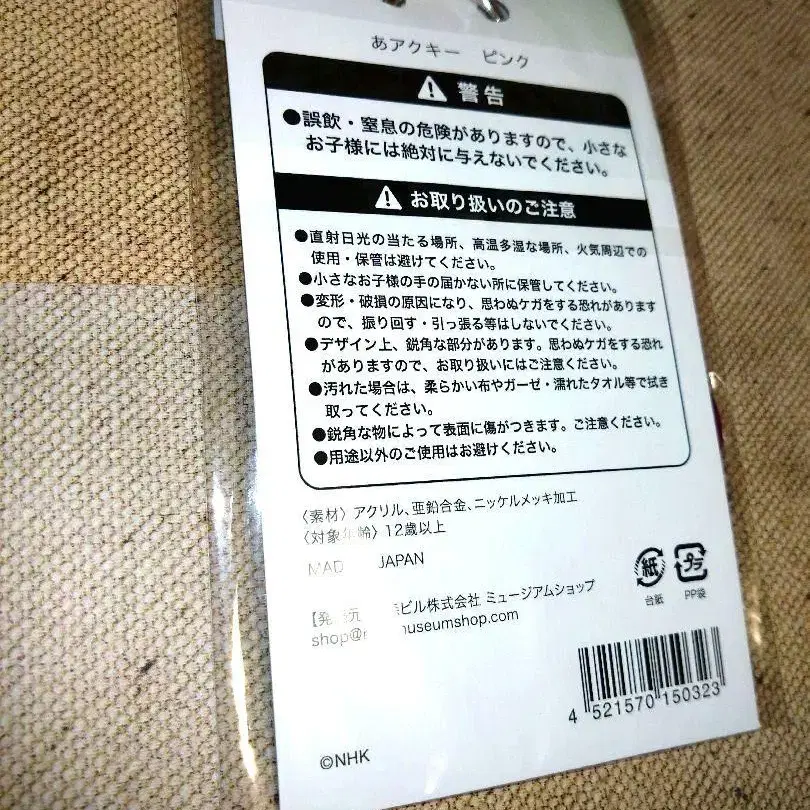 あアクキー ピンク
警告
●誤飲・窒息の危険がありますので、小さな
お子様には絶対に与えないでください。
お取り扱いのご注意
●直射日光の当たる場所、高温多湿な場所、火気周辺での
使用・保管は避けてください。
●小さなお子様の手の届かない所に保管してください。
●変形・破損の原因になり、思わぬケガをする恐れがあります
ので、振り回す・引っ張る等はしないでください。
●デザイン上、鋭角な部分があります。思わぬケガをする恐れ
がありますので、お取り扱いにはご注意ください。
●汚れた場合は、柔らかい布やガーゼ・濡れたタオル等で拭き
取ってください。
●鋭角な物によって表面に傷がつきます。ご注意ください。
●用途以外のご使用はお避けください。
〈素材〉アクリル、亜鉛合金、ニッケルメッキ加工
〈対象年齢〉12歳以上
MAD JAPAN
【発売元 ビル株式会社 ミュージアムショップ
shop@ museumshop.com
紙 プラ
台紙 PP袋
4 521570 150323
©NHK